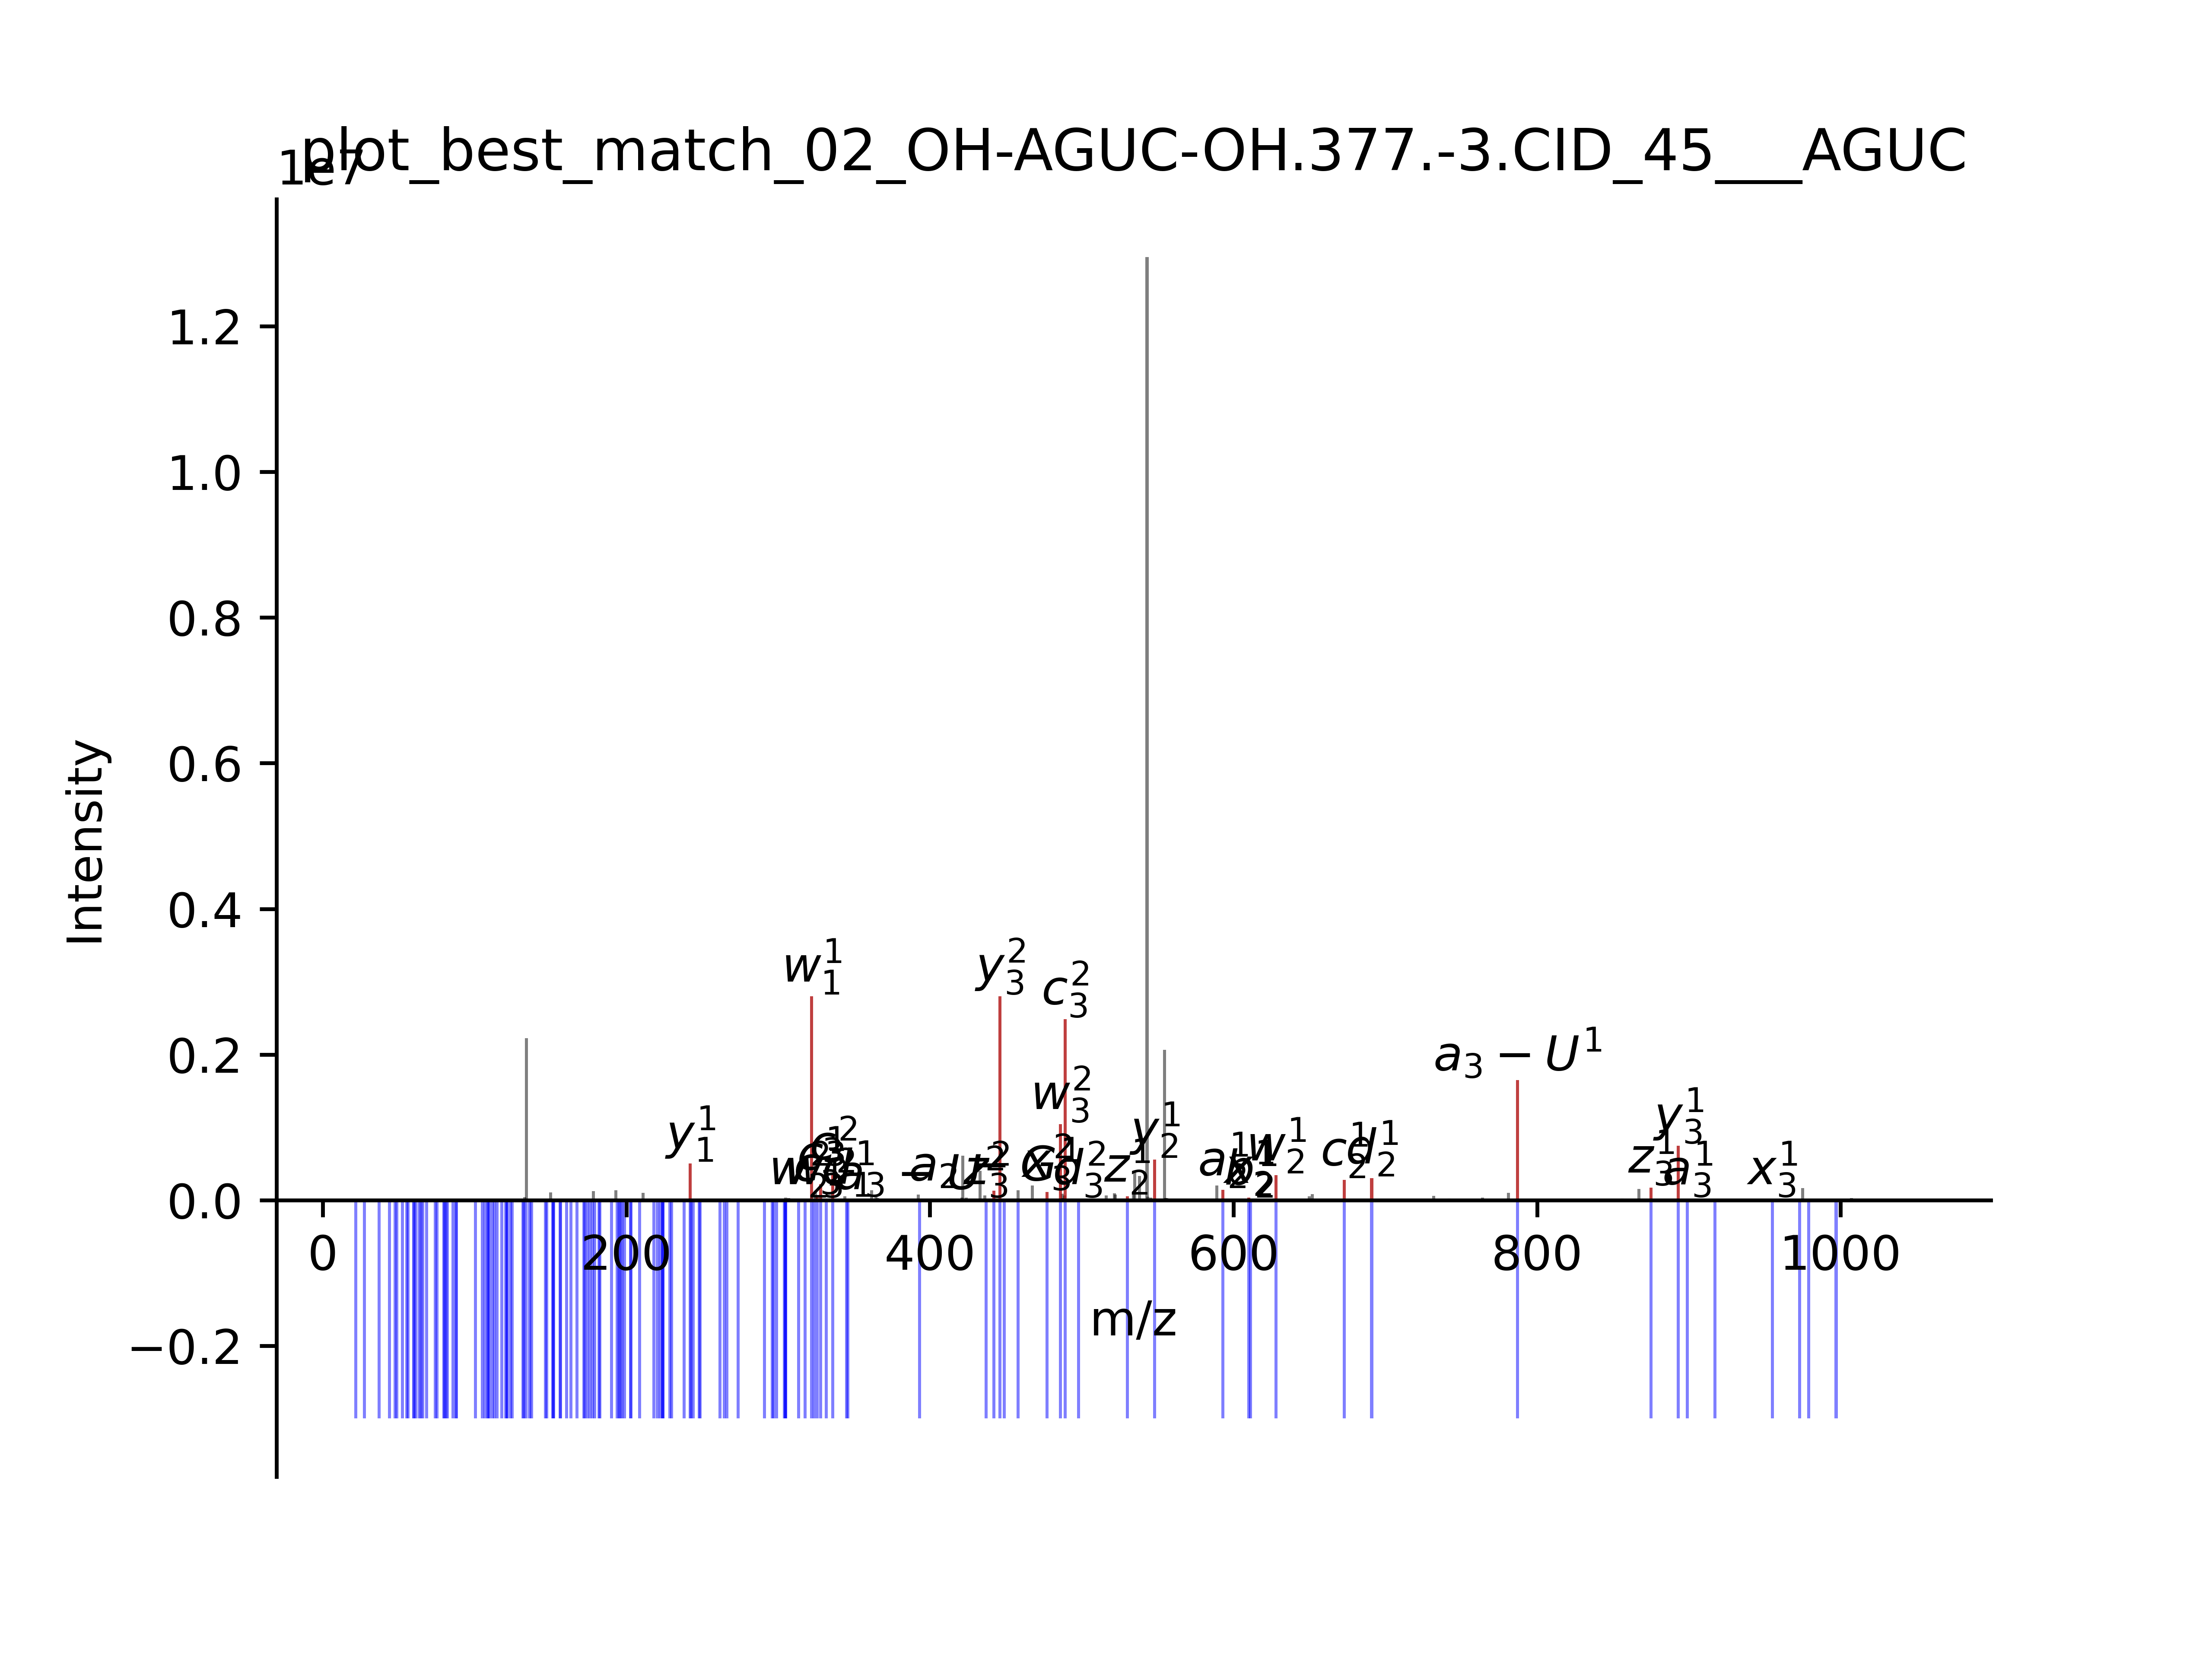 plot_best_match_02_OH-AGUC-OH.377.-3.CID_45___AGUC
1e7
1.2
1.0
0.8
0.6
0.4
0.2
0.0
−0.2
Intensity
w₁¹
y₃²
c₃²
w₃²
a₃ − U¹
y₁¹
y₂¹
w₂¹
d₂¹
y₃¹
z₃¹
a₃¹
x₃¹
z₂¹
0
200
400
600
800
1000
m/z